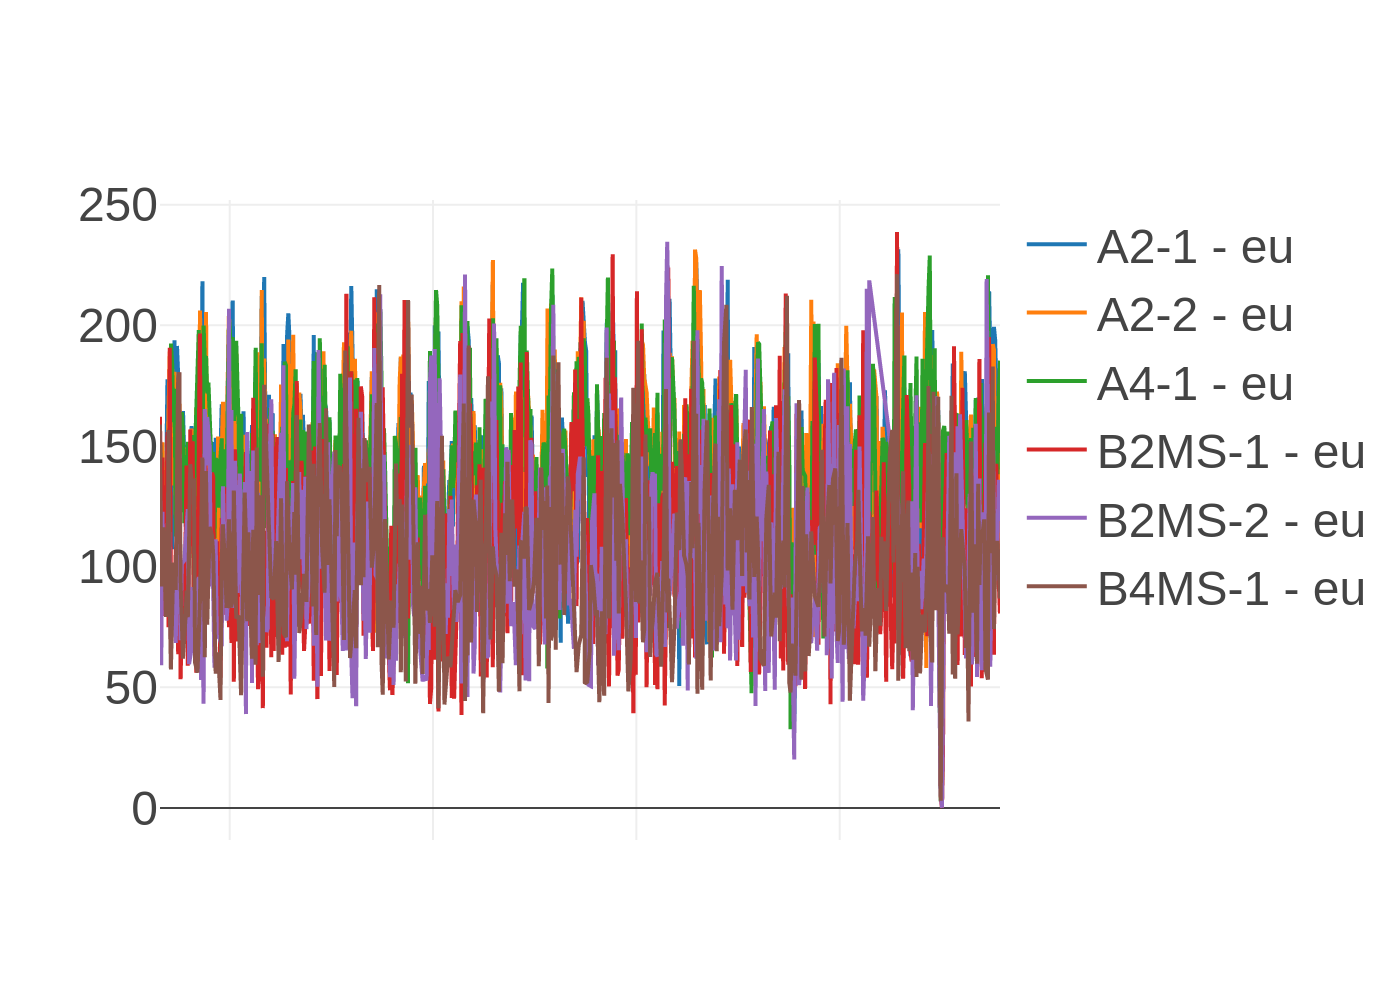 250
200
150
100
50
0
A2-1 - eu
A2-2 - eu
A4-1 - eu
B2MS-1 - eu
B2MS-2 - eu
B4MS-1 - eu